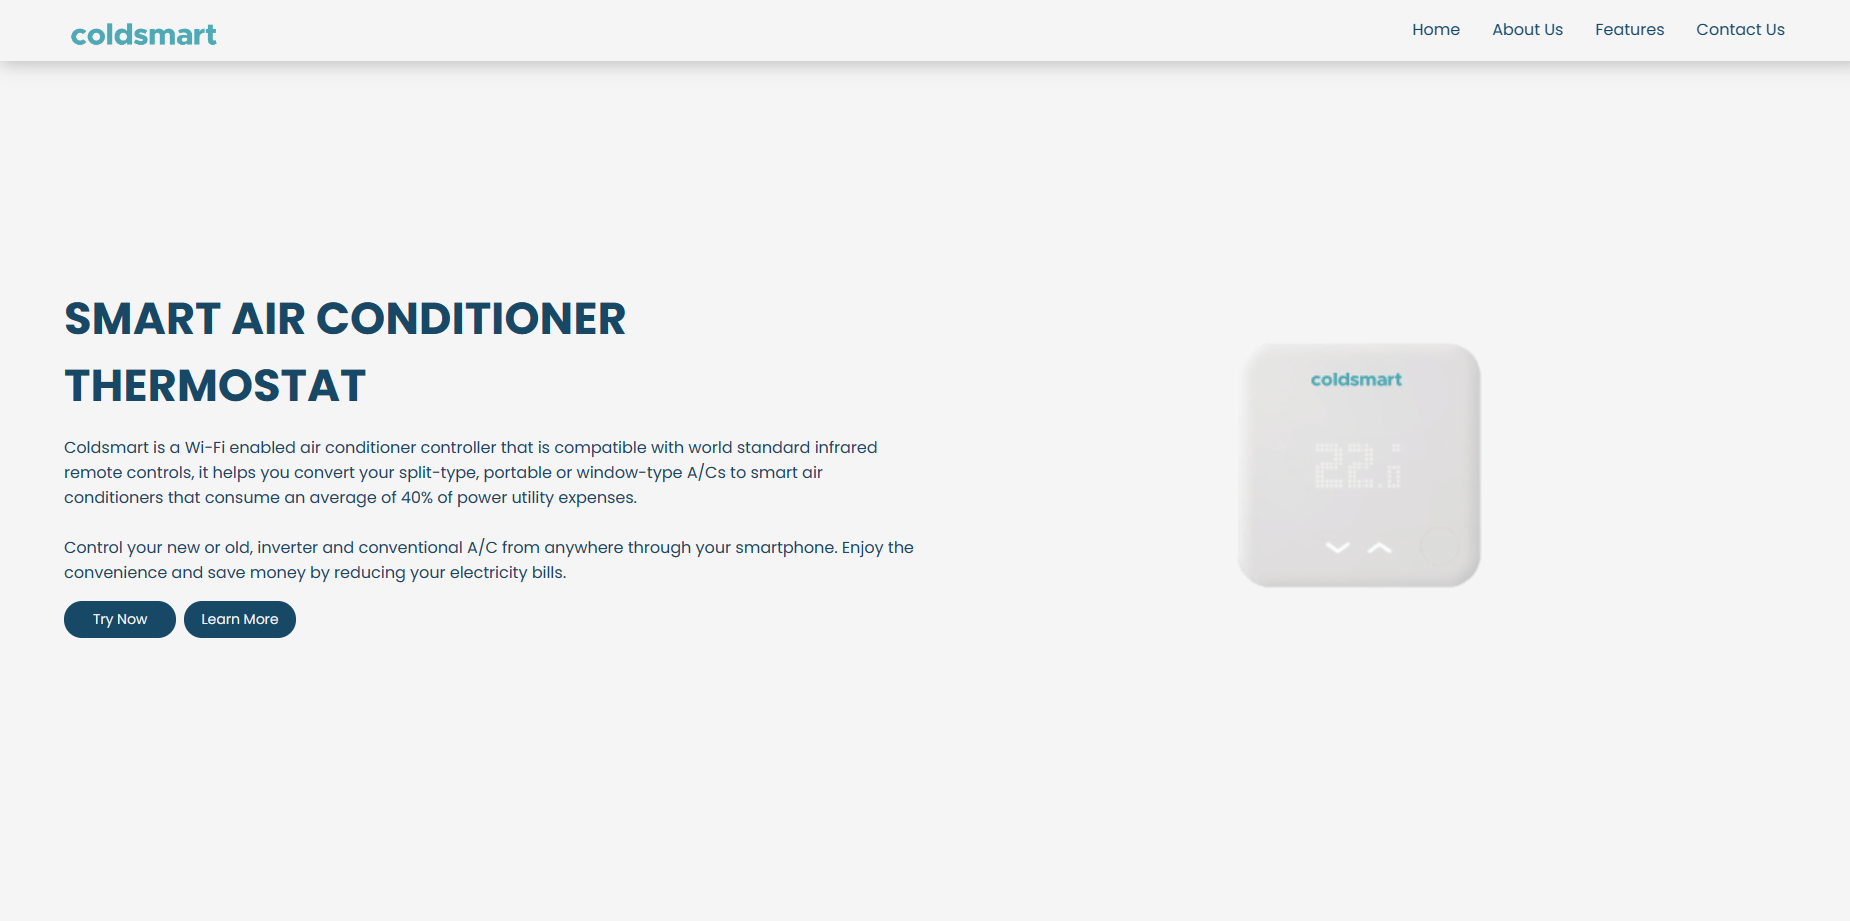 coldsmart
Home
About Us
Features
Contact Us
SMART AIR CONDITIONER
THERMOSTAT
Coldsmart is a Wi-Fi enabled air conditioner controller that is compatible with world standard infrared
remote controls, it helps you convert your split-type, portable or window-type A/Cs to smart air
conditioners that consume an average of 40% of power utility expenses.
Control your new or old, inverter and conventional A/C from anywhere through your smartphone. Enjoy the
convenience and save money by reducing your electricity bills.
Try Now
Learn More
coldsmart